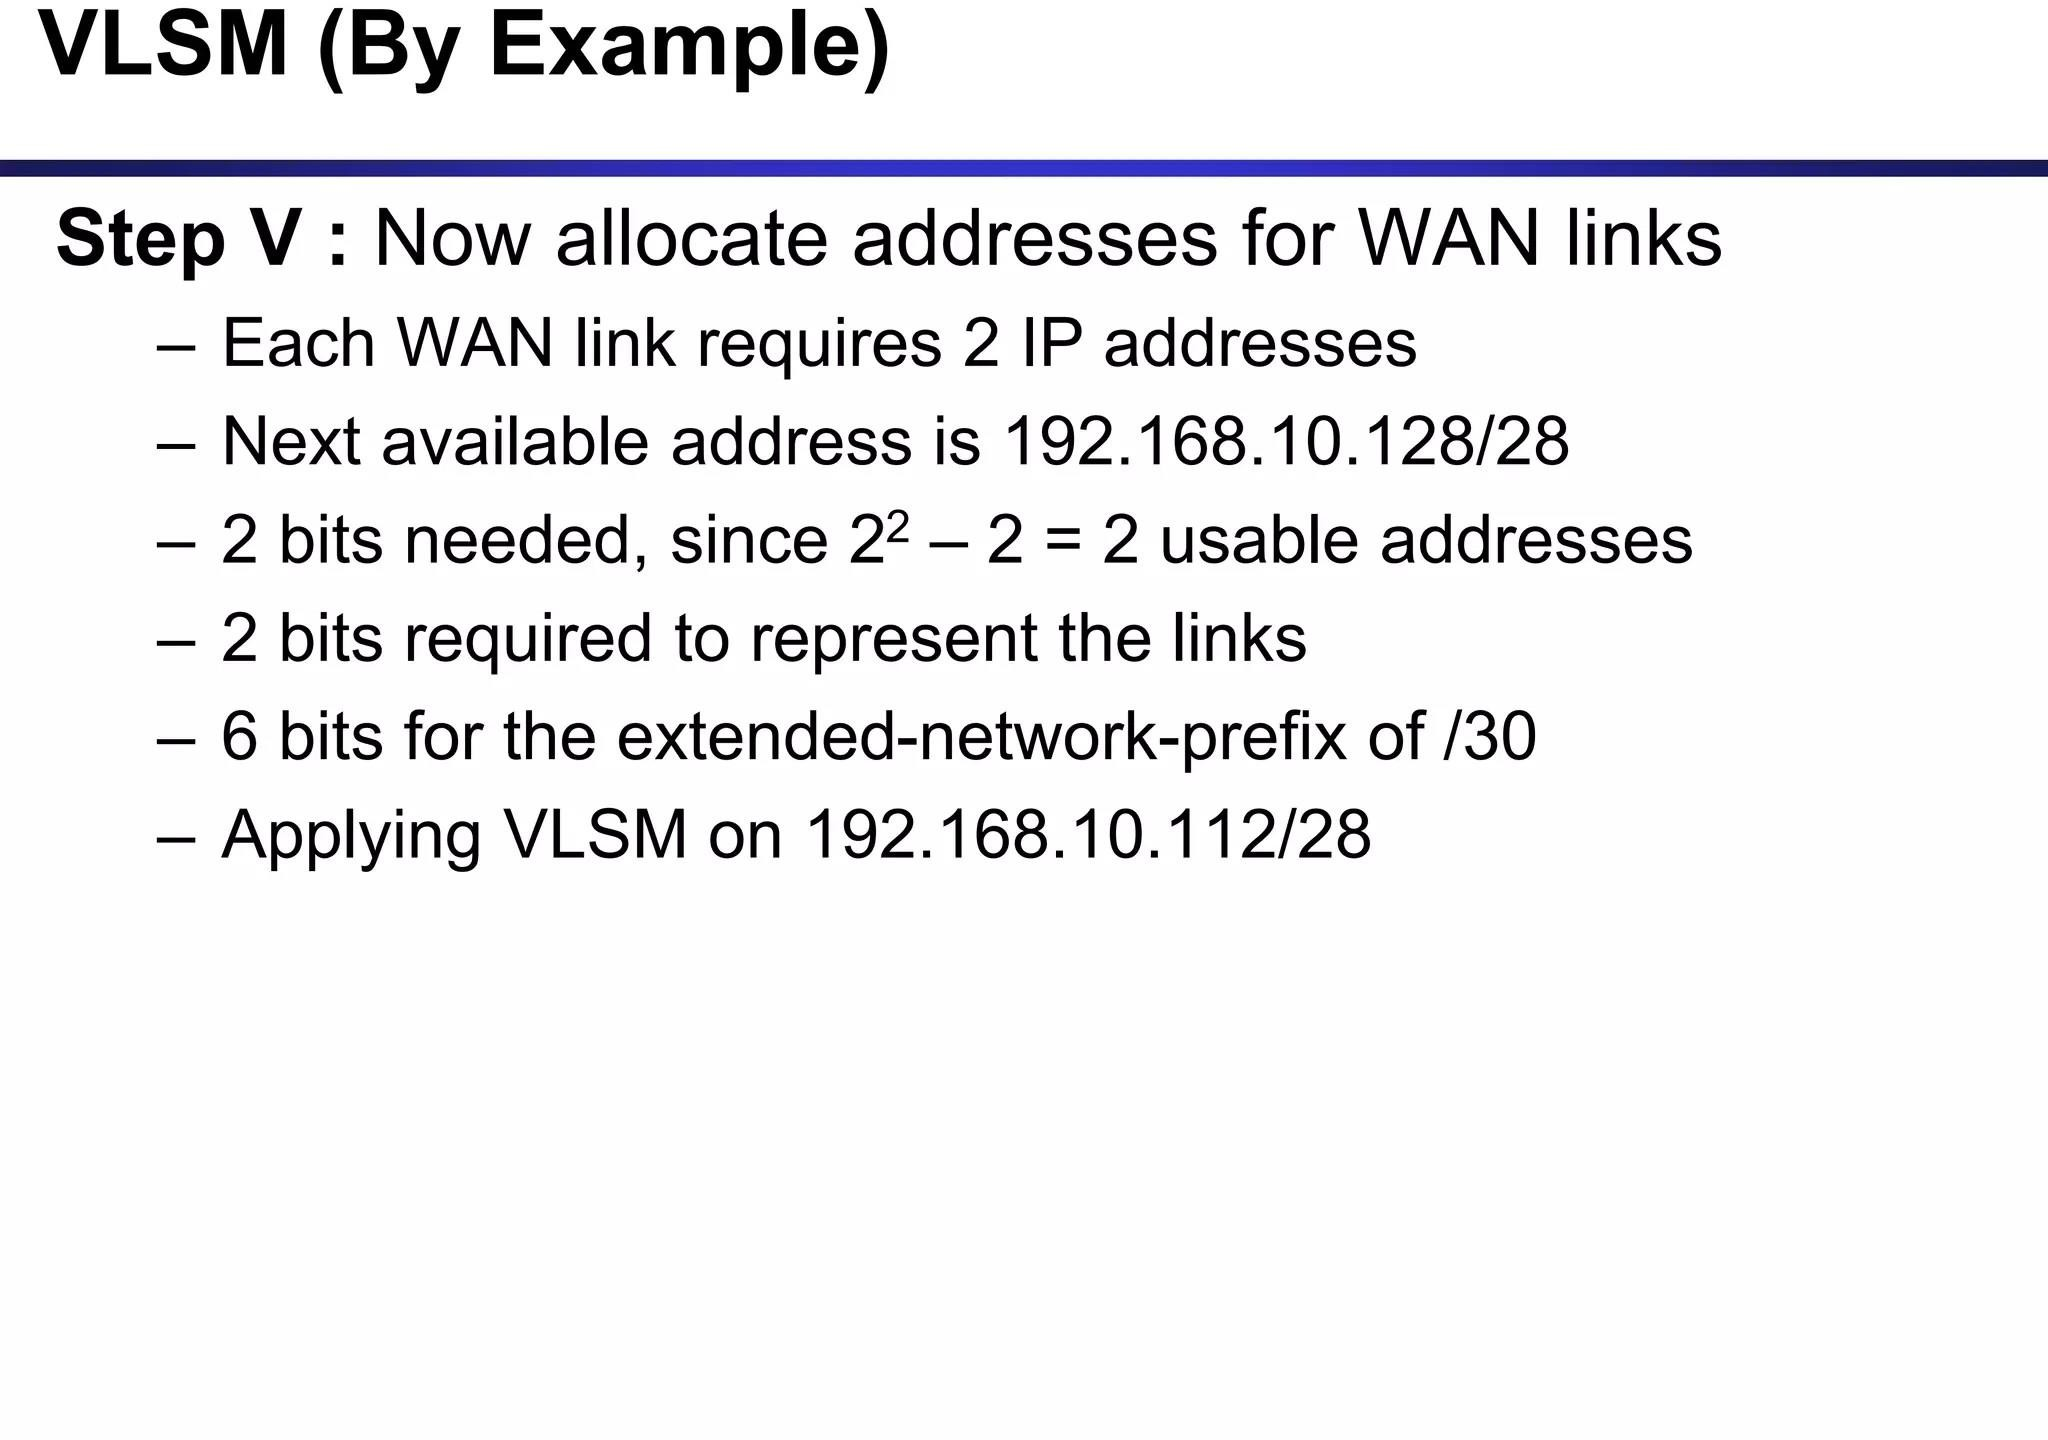 VLSM (By Example)
Step V : Now allocate addresses for WAN links
– Each WAN link requires 2 IP addresses
– Next available address is 192.168.10.128/28
– 2 bits needed, since 2² – 2 = 2 usable addresses
– 2 bits required to represent the links
– 6 bits for the extended-network-prefix of /30
– Applying VLSM on 192.168.10.112/28